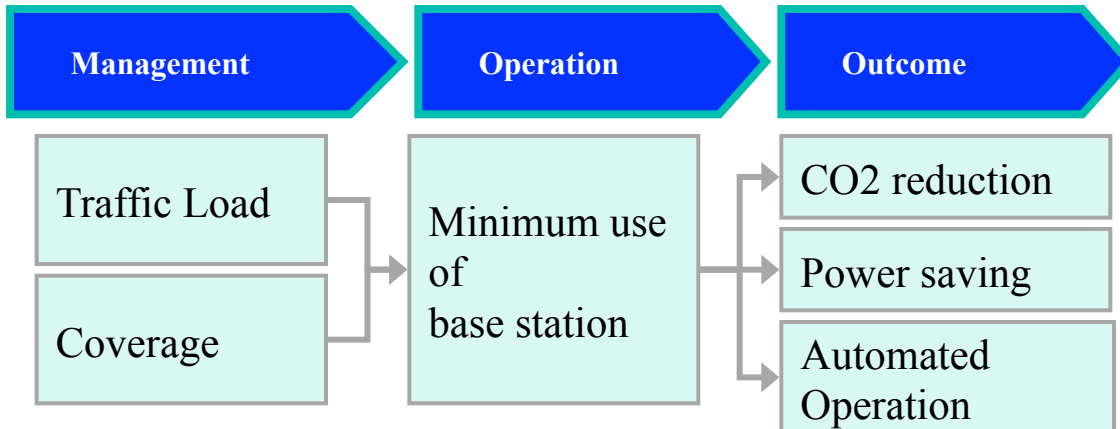 Management
Operation
Outcome
Traffic Load
Coverage
Minimum use
of
base station
CO2 reduction
Power saving
Automated
Operation